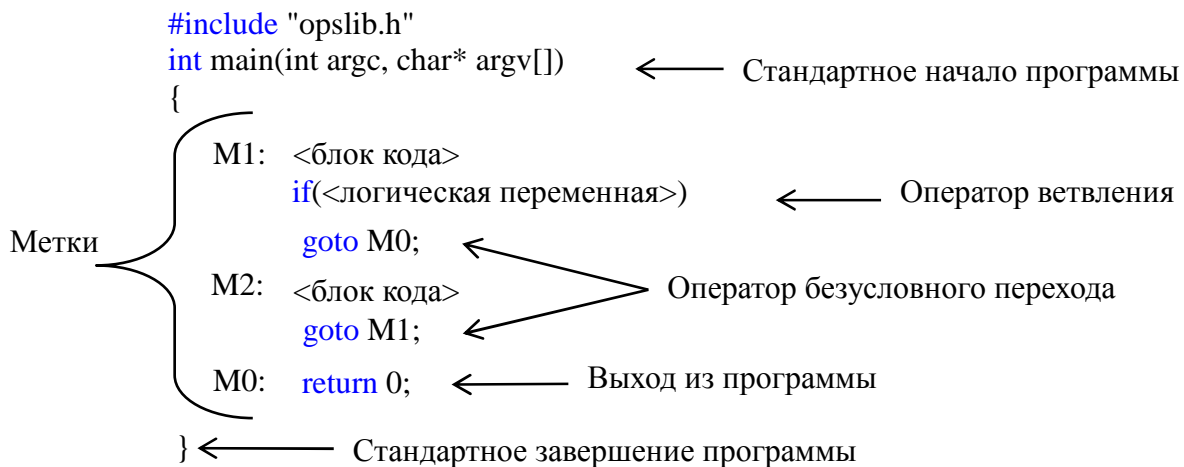 #include "opslib.h"
int main(int argc, char* argv[])
Стандартное начало программы
{
M1: <блок кода>
if(<логическая переменная>)
Оператор ветвления
Метки
goto M0;
M2: <блок кода>
Оператор безусловного перехода
goto M1;
M0: return 0;
Выход из программы
}
Стандартное завершение программы